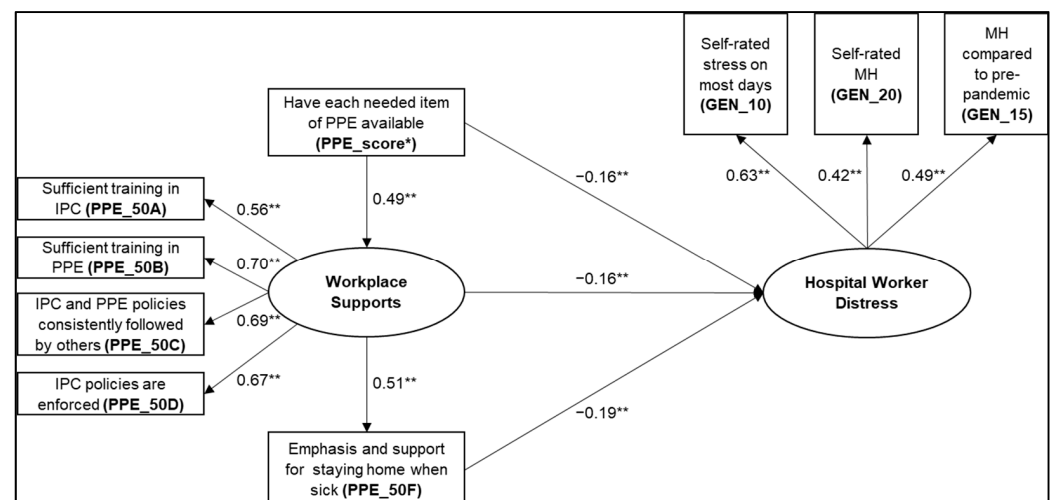 Self-rated
stress on
most days
(GEN_10)
Self-rated
MH
(GEN_20)
MH
compared
to pre-
pandemic
(GEN_15)
Have each needed item
of PPE available
(PPE_score*)
−0.16**
0.63**
0.42**
0.49**
Sufficient training in
IPC (PPE_50A)
0.56**
0.49**
Sufficient training in
PPE (PPE_50B)
0.70**
Workplace
Supports
−0.16**
Hospital Worker
Distress
IPC and PPE policies
consistently followed
by others (PPE_50C)
0.69**
IPC policies are
enforced (PPE_50D)
0.67**
0.51**
−0.19**
Emphasis and support
for staying home when
sick (PPE_50F)